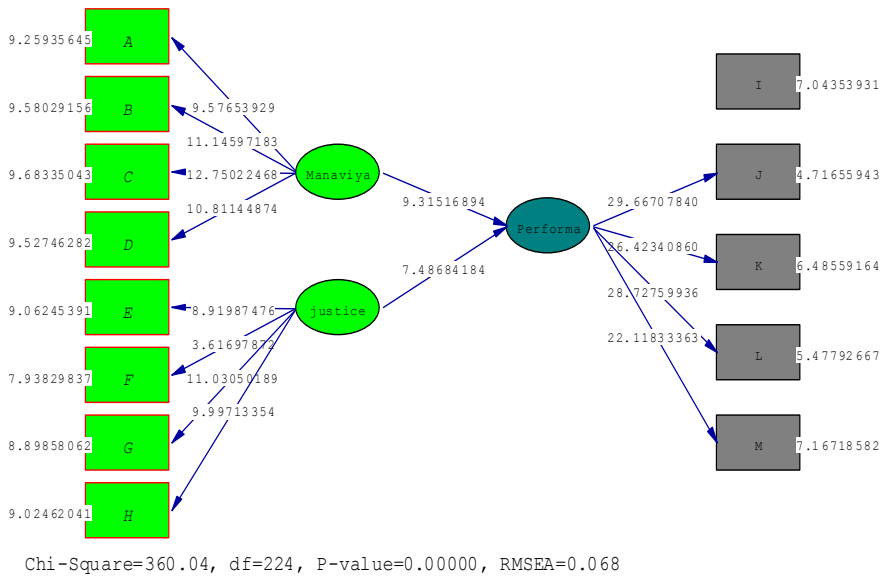 9.25935645 A
9.58029156 B
9.68335043 C
9.52746282 D
9.06245391 E
7.93829837 F
8.89858062 G
9.02462041 H
9.57653929
11.14597183
12.75022468
10.81144874
8.91987476
3.61697872
11.03050189
9.99713354
Manaviya
justice
9.31516894
7.48684184
Performa
29.66707840
26.42340860
28.72759936
22.11833363
I 7.04353931
J 4.71655943
K 6.48559164
L 5.47792667
M 7.16718582
Chi-Square=360.04, df=224, P-value=0.00000, RMSEA=0.068